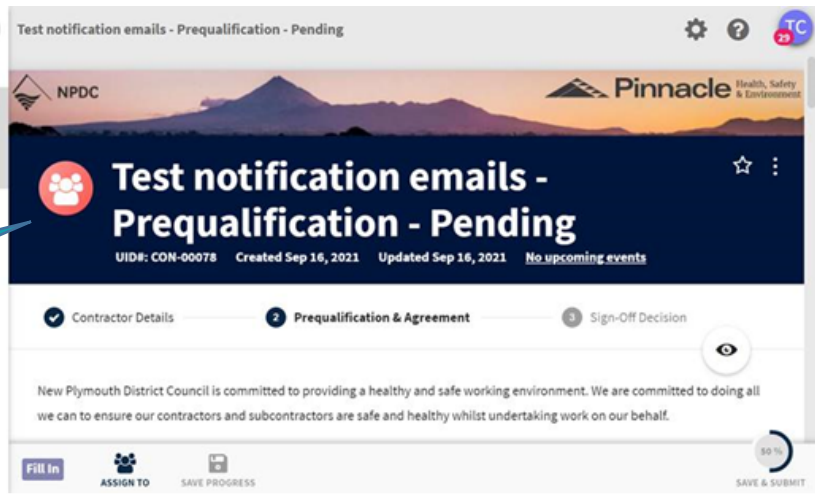 Test notification emails - Prequalification - Pending
TC
29
NPDC
Pinnacle Health, Safety
& Environment
Test notification emails -
Prequalification - Pending
UID#: CON-00078 Created Sep 16, 2021 Updated Sep 16, 2021 No upcoming events
Contractor Details 2 Prequalification & Agreement 3 Sign-Off Decision
New Plymouth District Council is committed to providing a healthy and safe working environment. We are committed to doing all
we can to ensure our contractors and subcontractors are safe and healthy whilst undertaking work on our behalf.
50 %
Fill In ASSIGN TO SAVE PROGRESS SAVE & SUBMIT